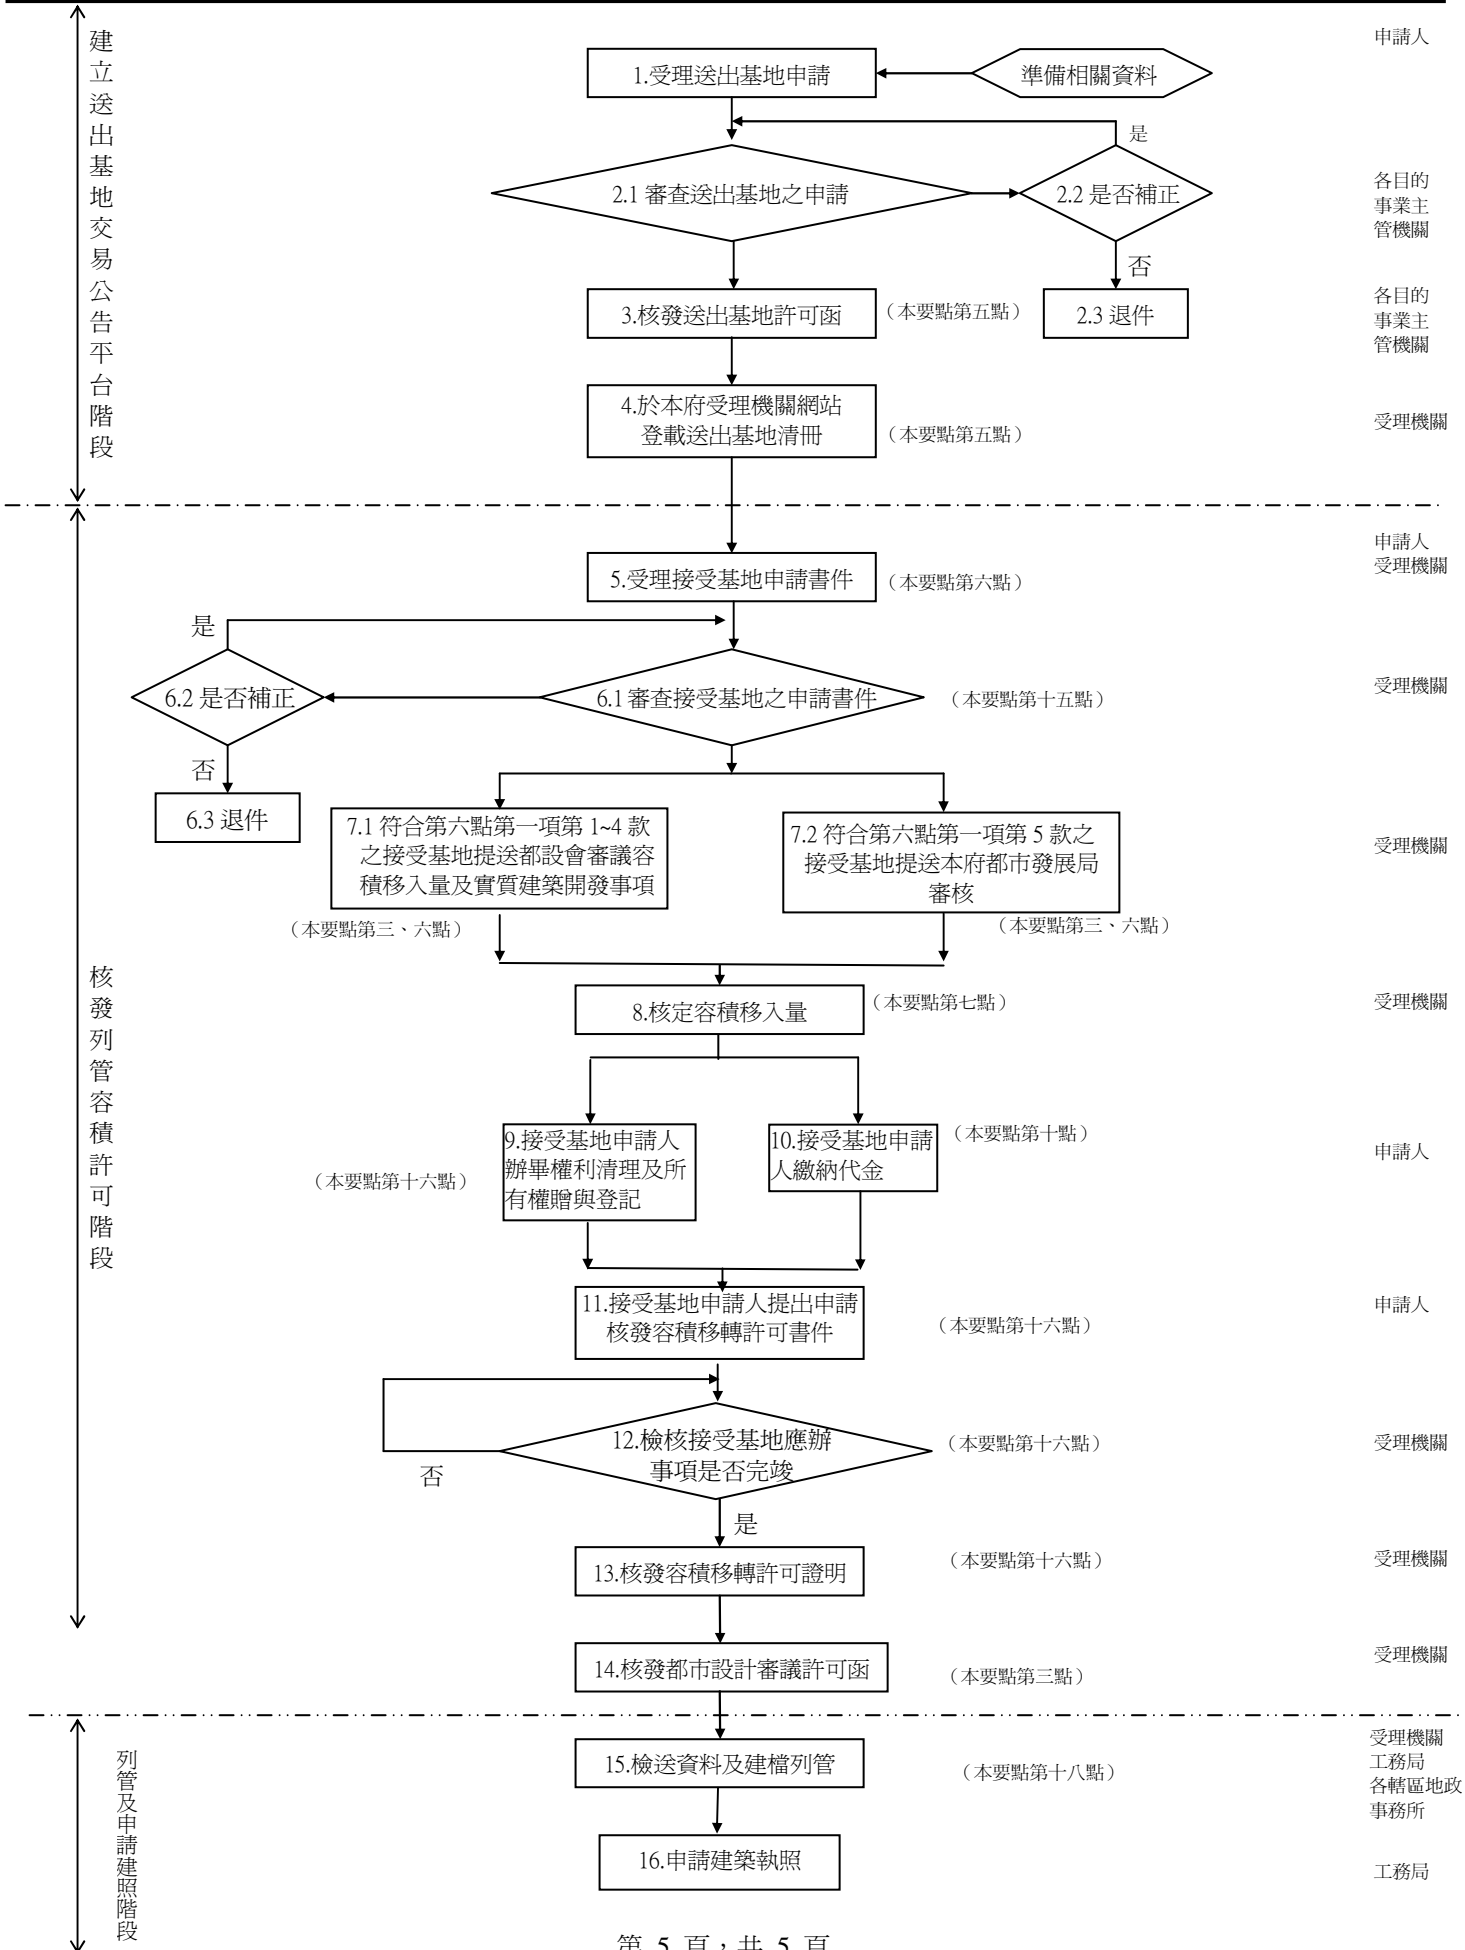 建立送出基地交易公告平台階段
申請人
1.受理送出基地申請
準備相關資料
是
2.1 審查送出基地之申請
2.2 是否補正
各目的
事業主
管機關
否
3.核發送出基地許可函
（本要點第五點）
2.3 退件
各目的
事業主
管機關
4.於本府受理機關網站
登載送出基地清冊
（本要點第五點）
受理機關
核發列管容積許可階段
申請人
受理機關
5.受理接受基地申請書件
（本要點第六點）
是
6.2 是否補正
6.1 審查接受基地之申請書件
（本要點第十五點）
受理機關
否
6.3 退件
7.1 符合第六點第一項第 1~4 款
之接受基地提送都設會審議容
積移入量及實質建築開發事項
7.2 符合第六點第一項第 5 款之
接受基地提送本府都市發展局
審核
受理機關
（本要點第三、六點）
（本要點第三、六點）
8.核定容積移入量
（本要點第七點）
受理機關
9.接受基地申請人
辦畢權利清理及所
有權贈與登記
（本要點第十六點）
10.接受基地申請
人繳納代金
（本要點第十點）
申請人
11.接受基地申請人提出申請
核發容積移轉許可書件
（本要點第十六點）
申請人
12.檢核接受基地應辦
事項是否完竣
（本要點第十六點）
受理機關
否
是
13.核發容積移轉許可證明
（本要點第十六點）
受理機關
14.核發都市設計審議許可函
（本要點第三點）
受理機關
列管及申請建照階段
15.檢送資料及建檔列管
（本要點第十八點）
受理機關
工務局
各轄區地政
事務所
16.申請建築執照
工務局
第 5 頁，共 5 頁